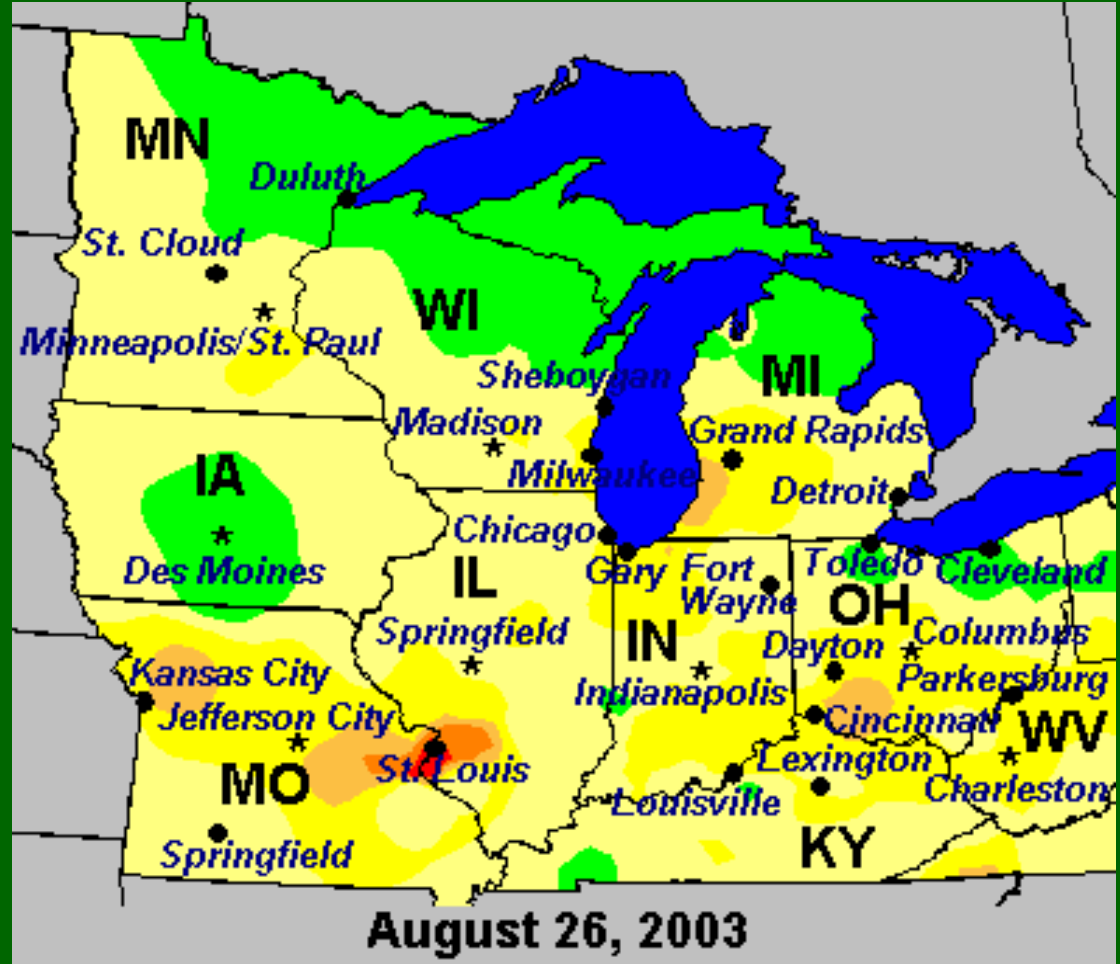 MN
Duluth
St. Cloud
WI
Minneapolis/St. Paul
Sheboygan
MI
Madison
Grand Rapids
IA
Milwaukee
Detroit
Chicago
Des Moines
IL
Gary
Fort
Wayne
Toledo
Cleveland
OH
Springfield
IN
Dayton
Columbus
Kansas City
Indianapolis
Parkersburg
Jefferson City
Cincinnati
WV
St. Louis
Lexington
MO
Louisville
Charleston
Springfield
KY
August 26, 2003